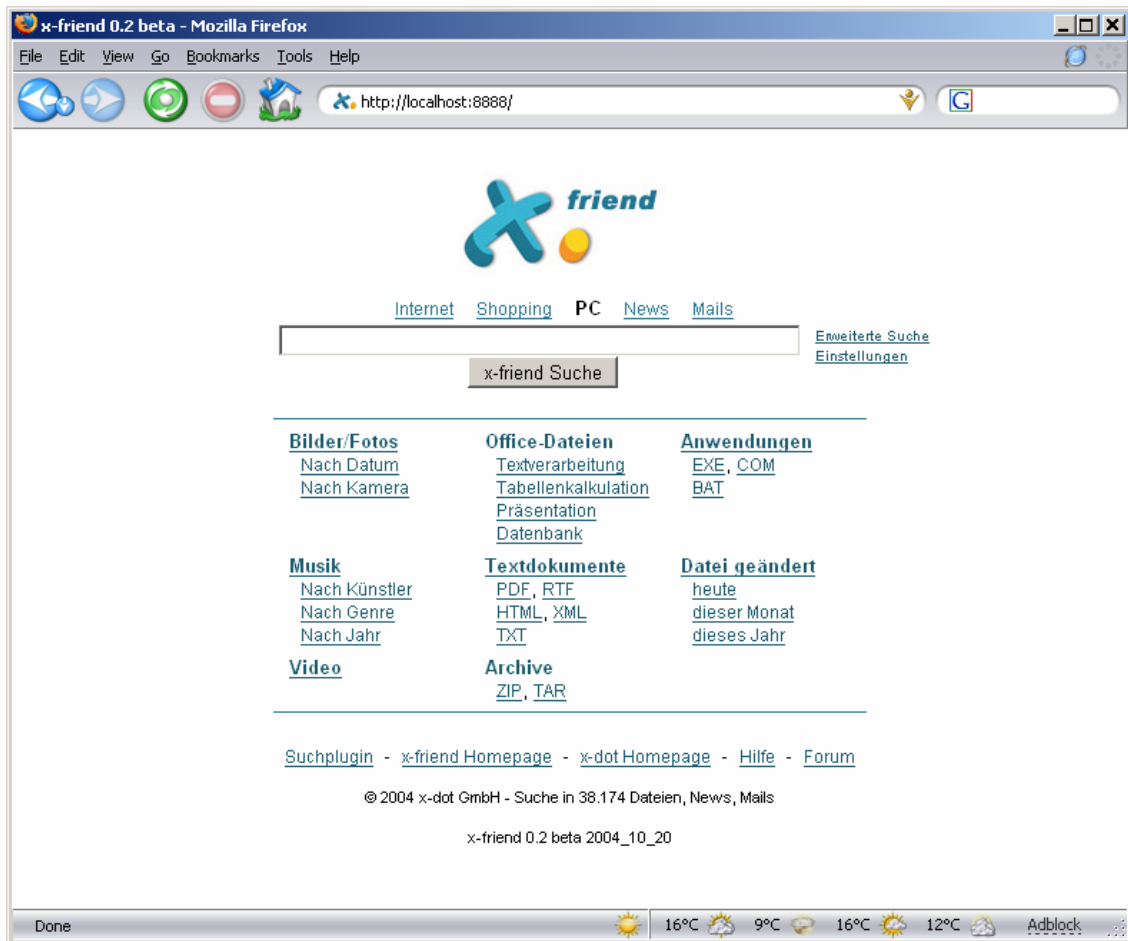 x-friend 0.2 beta - Mozilla Firefox
File Edit View Go Bookmarks Tools Help
http://localhost:8888/
G
x. friend
Internet Shopping PC News Mails
Erweiterte Suche
Einstellungen
x-friend Suche
Bilder/Fotos Office-Dateien Anwendungen
Nach Datum Textverarbeitung EXE, COM
Nach Kamera Tabellenkalkulation BAT
Präsentation
Datenbank
Musik Textdokumente Datei geändert
Nach Künstler PDF, RTF heute
Nach Genre HTML, XML dieser Monat
Nach Jahr TXT dieses Jahr
Video Archive
ZIP, TAR
Suchplugin - x-friend Homepage - x-dot Homepage - Hilfe - Forum
© 2004 x-dot GmbH - Suche in 38.174 Dateien, News, Mails
x-friend 0.2 beta 2004_10_20
Done 16°C 9°C 16°C 12°C Adblock